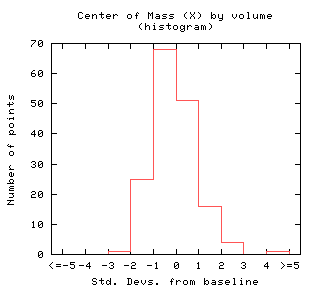 Center of Mass (X) by volume
(histogram)
70
60
50
40
30
20
10
0
Number of points
<=-5 -4 -3 -2 -1 0 1 2 3 4 >=5
Std. Devs. from baseline